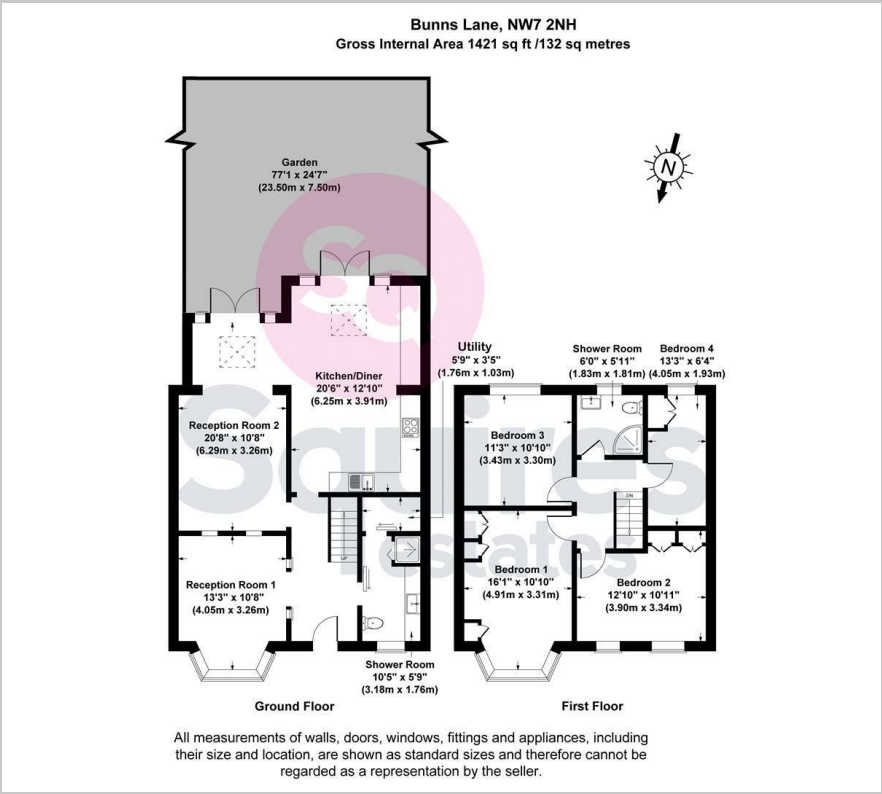 Bunns Lane, NW7 2NH
Gross Internal Area 1421 sq ft /132 sq metres
Garden
77'1 x 24'7"
(23.50m x 7.50m)
N
SQ
Squires
estates
Kitchen/Diner
20'6" x 12'10"
(6.25m x 3.91m)
Utility
5'9" x 3'5"
(1.76m x 1.03m)
Shower Room
6'0" x 5'11"
(1.83m x 1.81m)
Bedroom 4
13'3" x 6'4"
(4.05m x 1.93m)
Reception Room 2
20'8" x 10'8"
(6.29m x 3.26m)
Bedroom 3
11'3" x 10'10"
(3.43m x 3.30m)
DN
UP
Reception Room 1
13'3" x 10'8"
(4.05m x 3.26m)
Bedroom 1
16'1" x 10'10"
(4.91m x 3.31m)
Bedroom 2
12'10" x 10'11"
(3.90m x 3.34m)
Shower Room
10'5" x 5'9"
(3.18m x 1.76m)
Ground Floor
First Floor
All measurements of walls, doors, windows, fittings and appliances, including
their size and location, are shown as standard sizes and therefore cannot be
regarded as a representation by the seller.